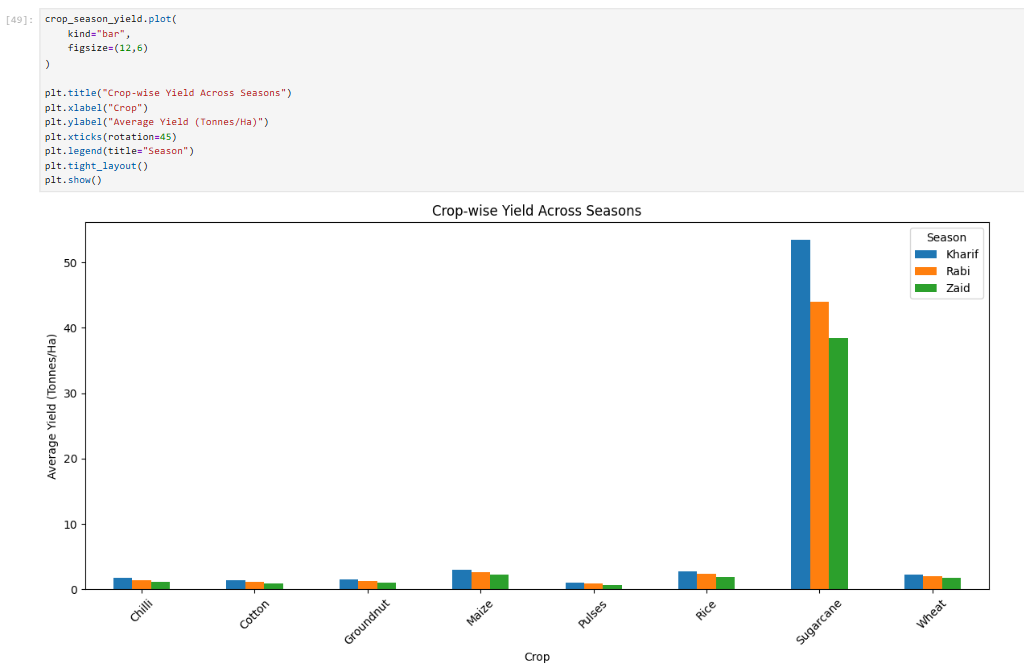 [49]:
crop_season_yield.plot(
    kind="bar",
    figsize=(12,6)
)
plt.title("Crop-wise Yield Across Seasons")
plt.xlabel("Crop")
plt.ylabel("Average Yield (Tonnes/Ha)")
plt.xticks(rotation=45)
plt.legend(title="Season")
plt.tight_layout()
plt.show()
Crop-wise Yield Across Seasons
Season
Kharif
Rabi
Zaid
Average Yield (Tonnes/Ha)
50
40
30
20
10
0
Chilli
Cotton
Groundnut
Maize
Pulses
Rice
Sugarcane
Wheat
Crop